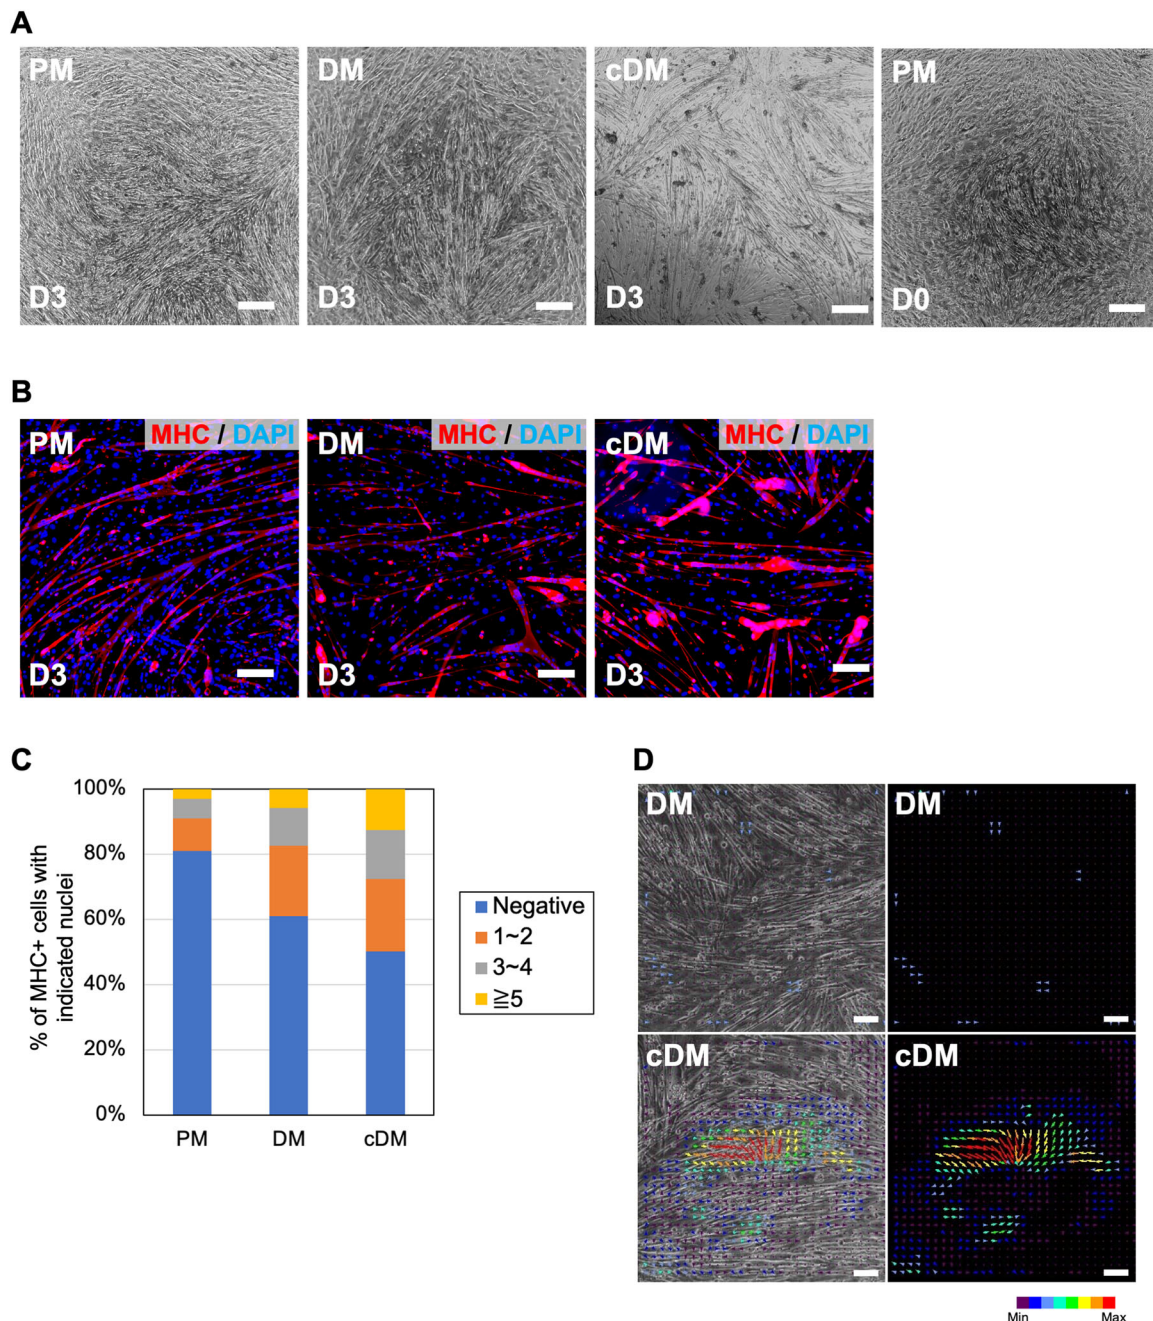 A
PM
DM
cDM
PM
D3
D3
D3
D0
B
PM
MHC / DAPI
DM
MHC / DAPI
cDM
MHC / DAPI
D3
D3
D3
C
% of MHC+ cells with
indicated nuclei
100%
80%
60%
40%
20%
0%
PM
DM
cDM
Negative
1~2
3~4
≧5
D
DM
DM
cDM
cDM
Min
Max